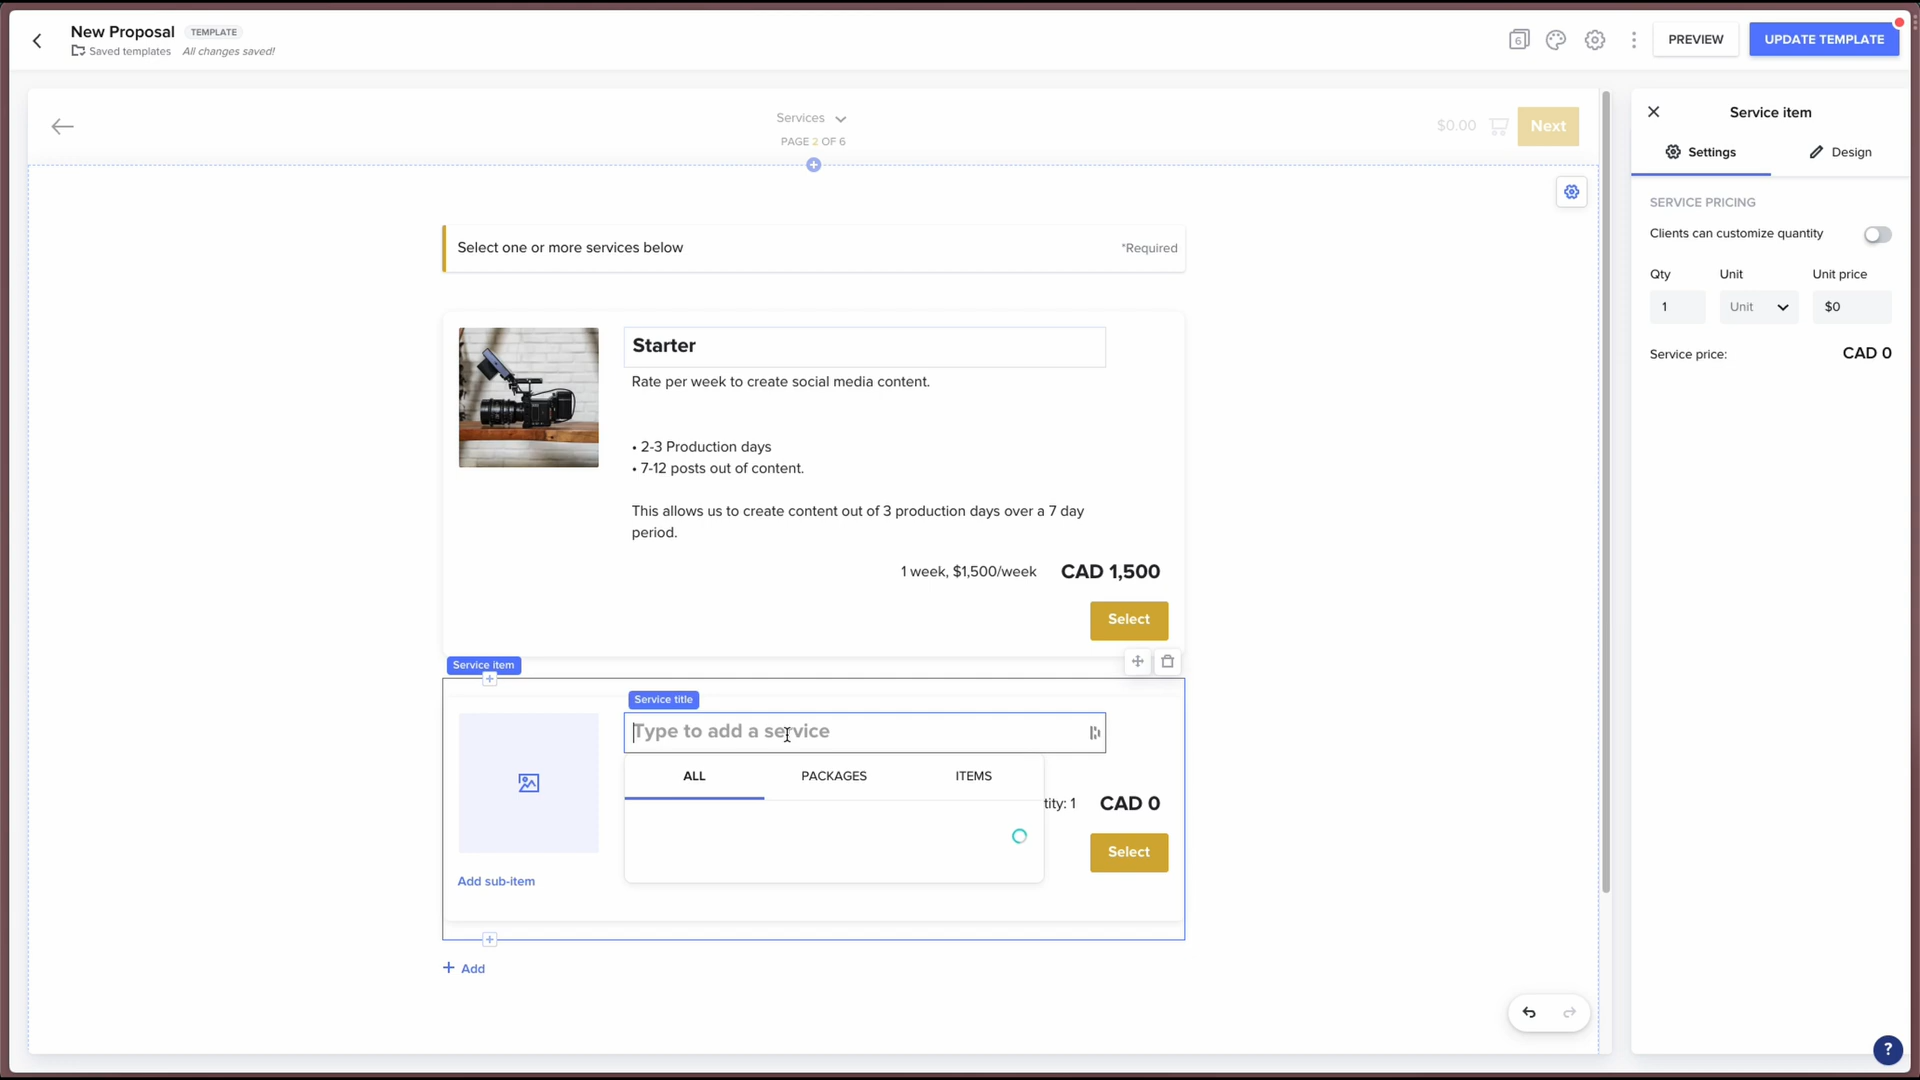 New Proposal
TEMPLATE
Saved templates
All changes saved!
6
PREVIEW
UPDATE TEMPLATE
Services
PAGE 2 OF 6
$0.00
Next
Select one or more services below
*Required
Starter
Rate per week to create social media content.
• 2-3 Production days
• 7-12 posts out of content.
This allows us to create content out of 3 production days over a 7 day
period.
1 week, $1,500/week
CAD 1,500
Select
Service item
Service title
Type to add a service
ALL
PACKAGES
ITEMS
tity: 1
CAD 0
Select
Add sub-item
+ Add
Service item
Settings
Design
SERVICE PRICING
Clients can customize quantity
Qty
Unit
Unit price
1
Unit
$0
Service price:
CAD 0
?